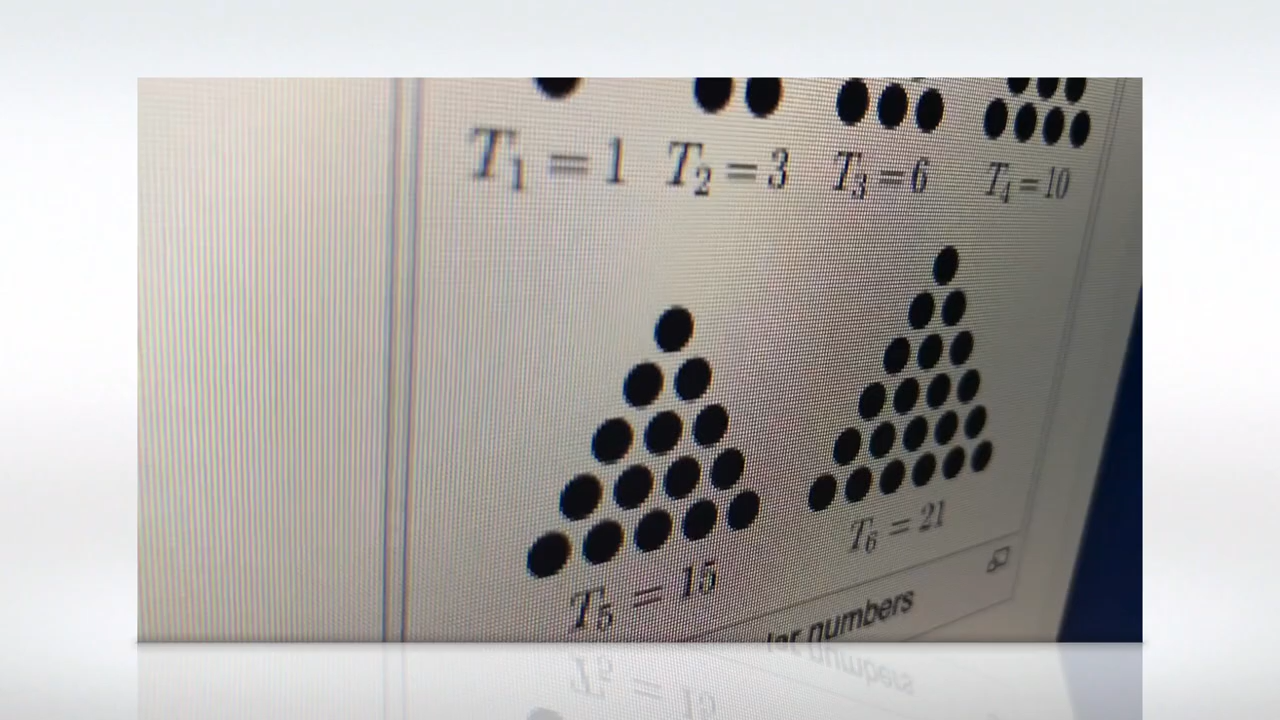 T₁ = 1 T₂ = 3 T₃ = 6 T₄ = 10
T₅ = 15 T₆ = 21
numbers